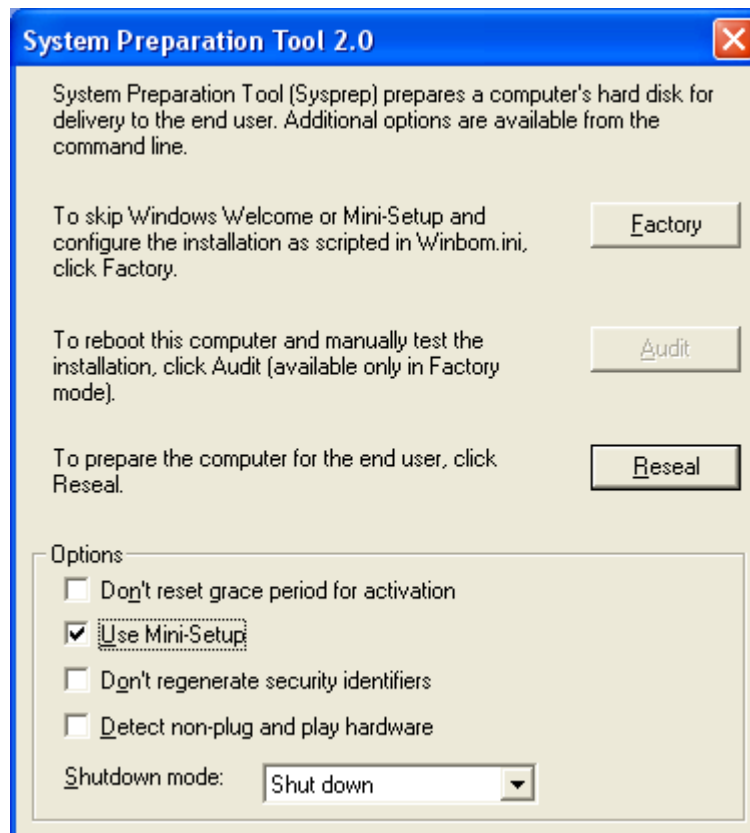 System Preparation Tool 2.0
System Preparation Tool (Sysprep) prepares a computer's hard disk for
delivery to the end user. Additional options are available from the
command line.
To skip Windows Welcome or Mini-Setup and
configure the installation as scripted in Winbom.ini,
click Factory.
Factory
To reboot this computer and manually test the
installation, click Audit (available only in Factory
mode).
Audit
To prepare the computer for the end user, click
Reseal.
Reseal
Options
Don't reset grace period for activation
Use Mini-Setup
Don't regenerate security identifiers
Detect non-plug and play hardware
Shutdown mode: Shut down